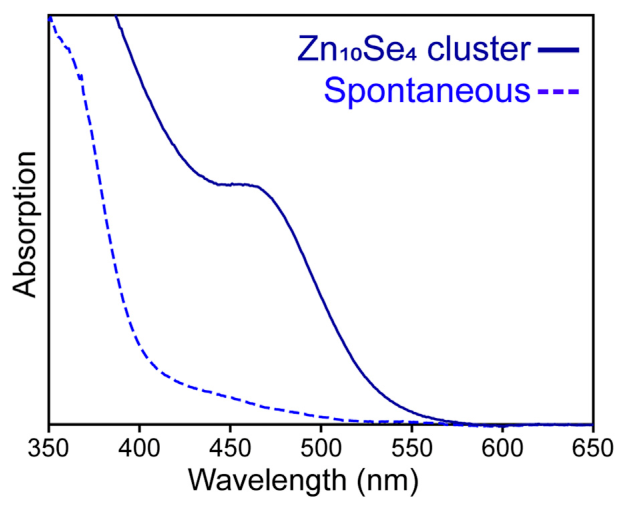 Zn₁₀Se₄ cluster
Spontaneous
Absorption
350 400 450 500 550 600 650
Wavelength (nm)